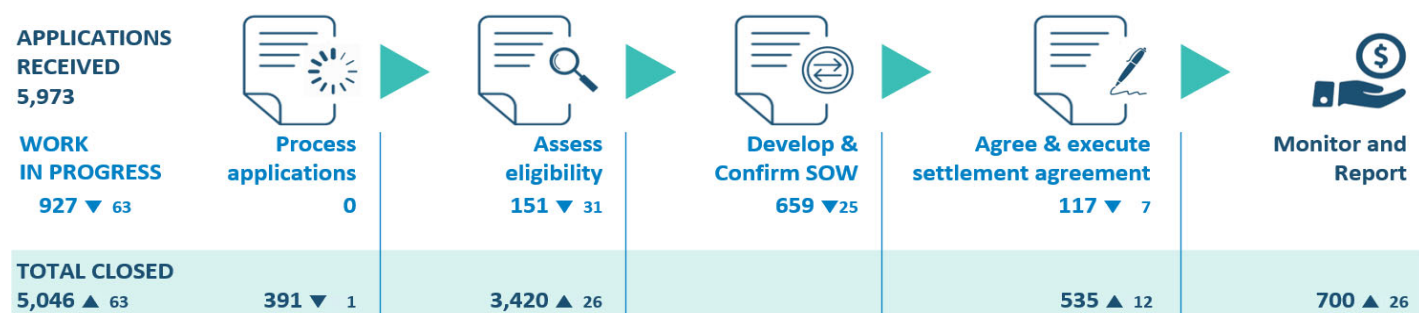 APPLICATIONS
RECEIVED
5,973
WORK
IN PROGRESS
927 ▼ 63
Process
applications
0
Assess
eligibility
151 ▼ 31
Develop &
Confirm SOW
659 ▼25
Agree & execute
settlement agreement
117 ▼ 7
Monitor and
Report
TOTAL CLOSED
5,046 ▲ 63
391 ▼ 1
3,420 ▲ 26
535 ▲ 12
700 ▲ 26